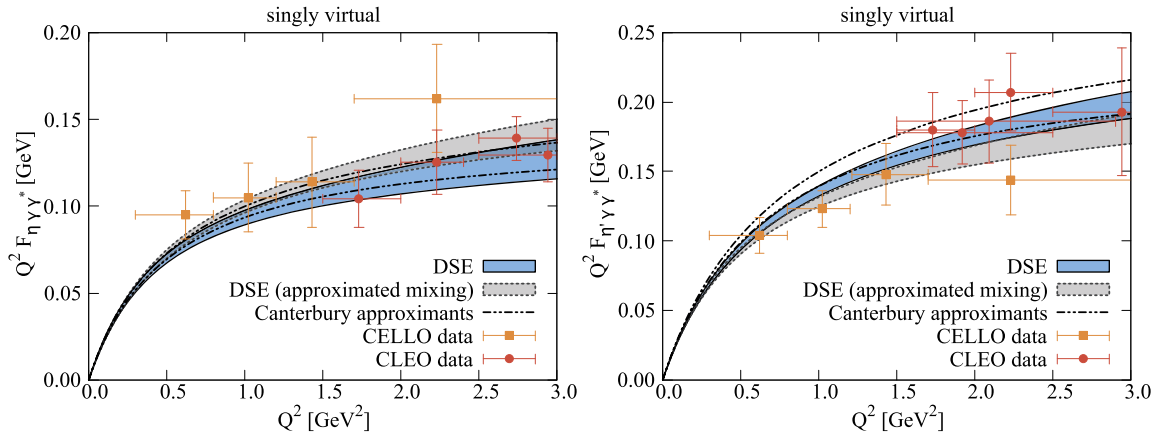 singly virtual
0.20
0.15
0.10
0.05
0.00
Q² F_ηγγ* [GeV]
DSE
DSE (approximated mixing)
Canterbury approximants
CELLO data
CLEO data
0.0 0.5 1.0 1.5 2.0 2.5 3.0
Q² [GeV²]
singly virtual
0.25
0.20
0.15
0.10
0.05
0.00
Q² F_η'γγ* [GeV]
DSE
DSE (approximated mixing)
Canterbury approximants
CELLO data
CLEO data
0.0 0.5 1.0 1.5 2.0 2.5 3.0
Q² [GeV²]